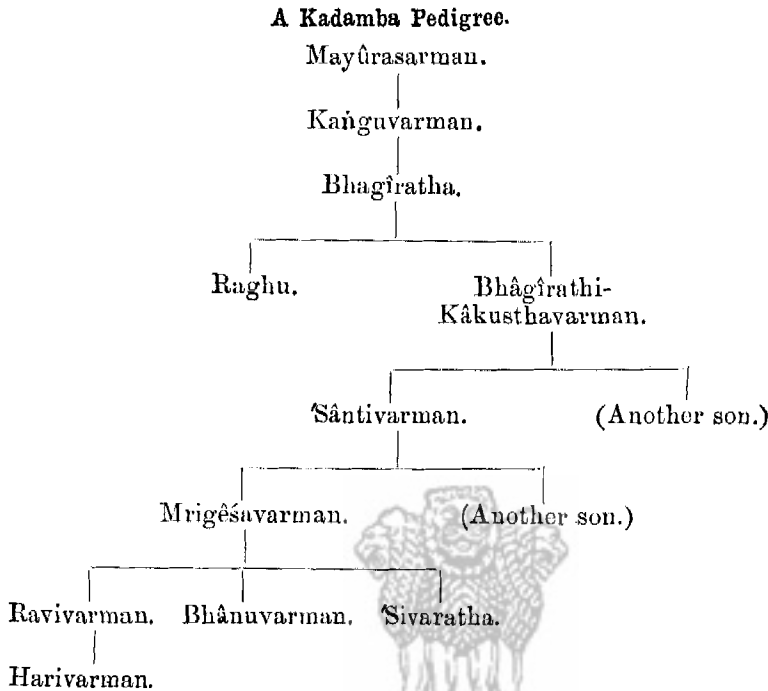 A Kadamba Pedigree.
Mayûrasarman.
Kaṅguvarman.
Bhagîratha.
Raghu. Bhâgîrathi-
Kâkusthavarman.
'Sântivarman. (Another son.)
Mrigêśavarman. (Another son.)
Ravivarman. Bhânuvarman. 'Sivaratha.
Harivarman.